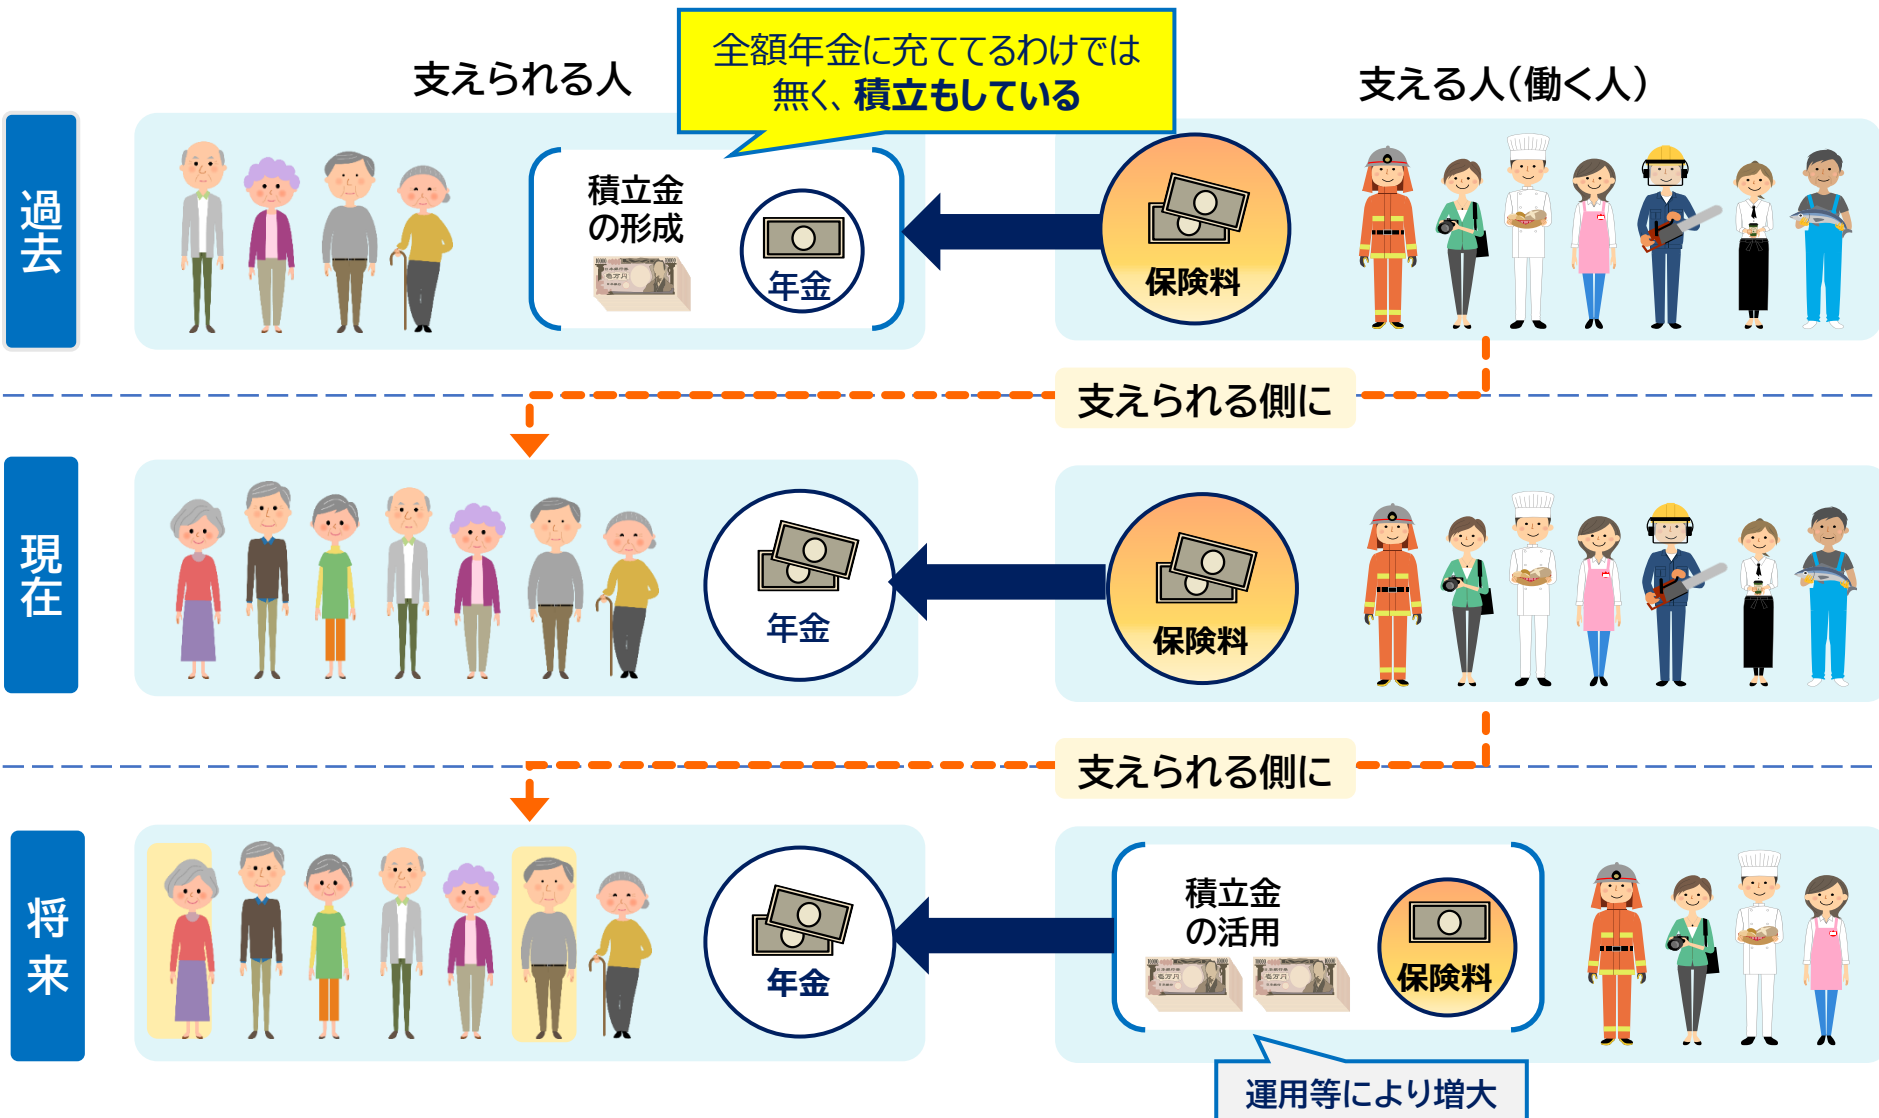 支えられる人
全額年金に充ててるわけでは
無く、積立もしている
支える人(働く人)
過去
積立金
の形成
年金
保険料
支えられる側に
現在
年金
保険料
支えられる側に
将来
年金
積立金
の活用
保険料
運用等により増大